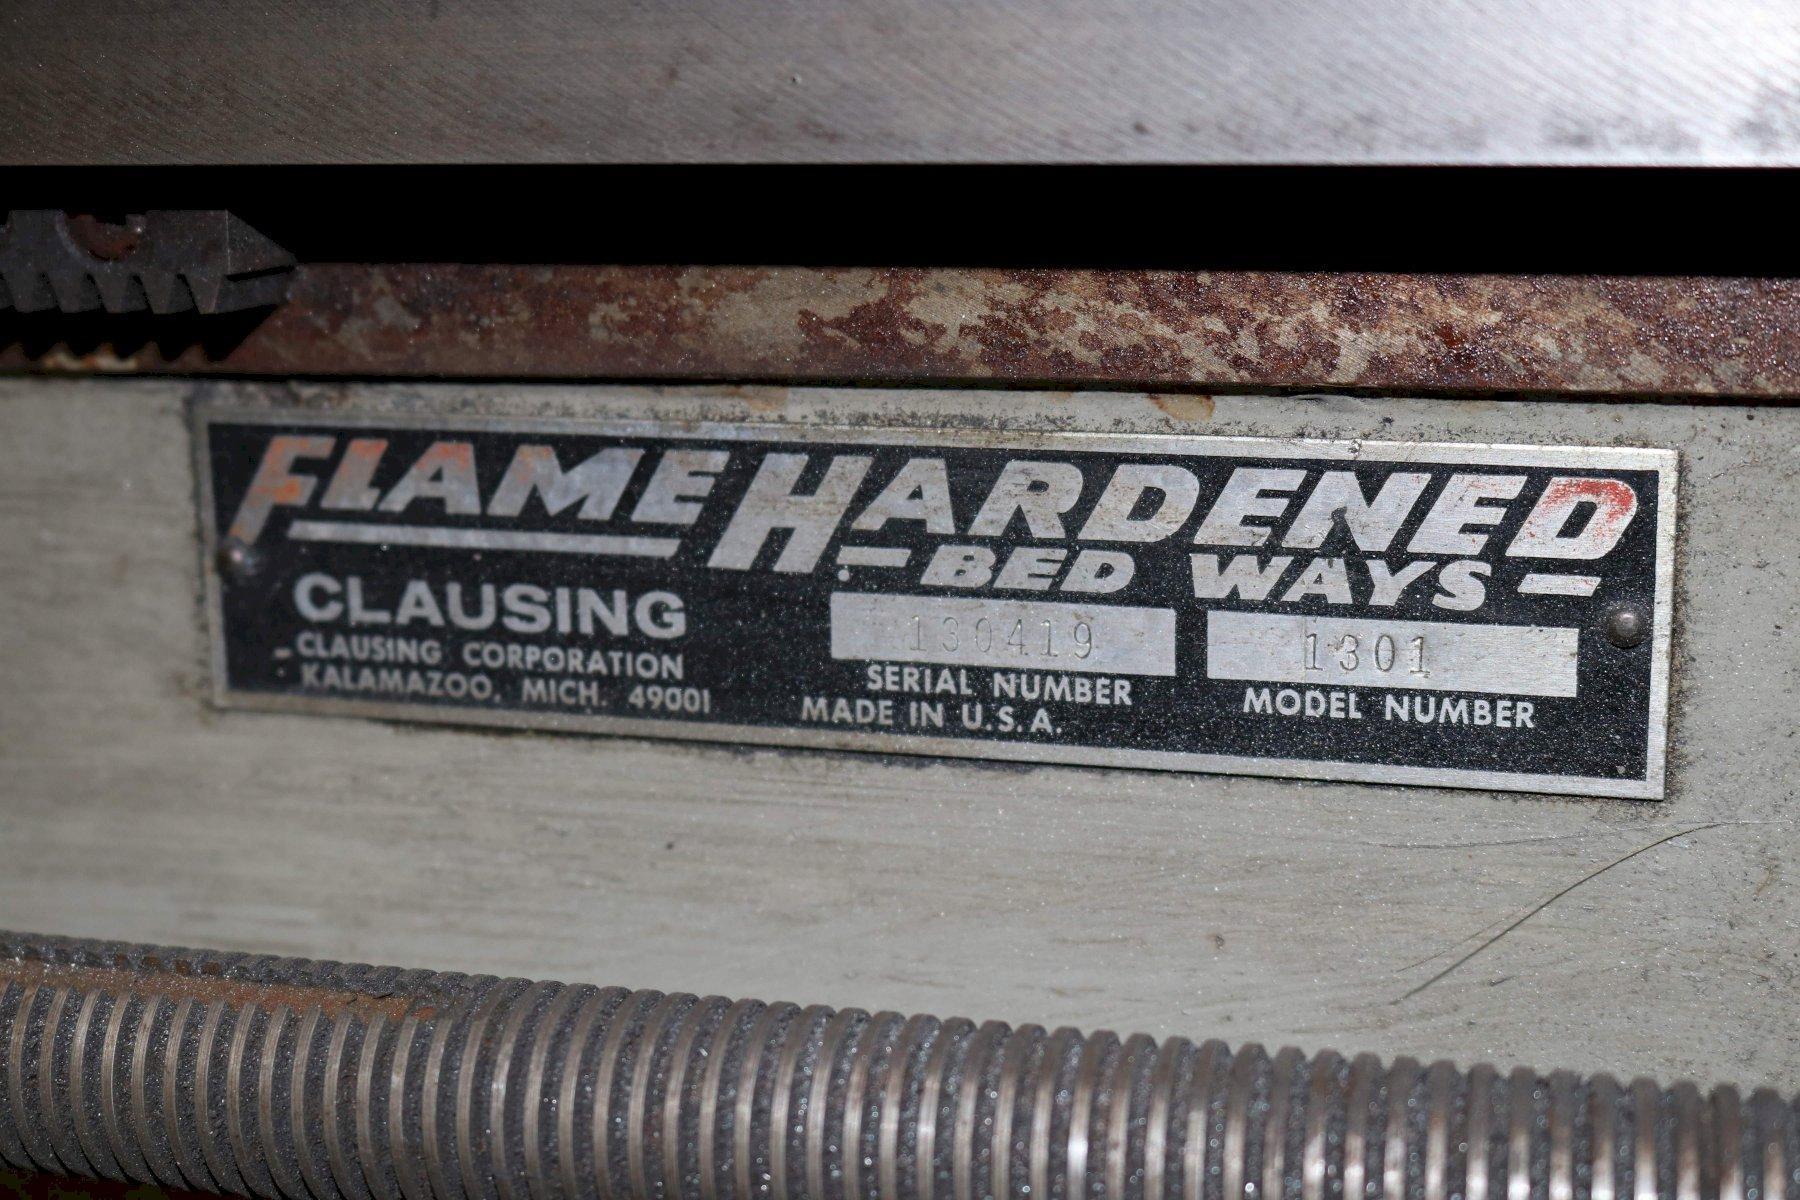 FLAME HARDENED
- BED WAYS -
CLAUSING
CLAUSING CORPORATION
KALAMAZOO, MICH. 49001
130419
SERIAL NUMBER
MADE IN U.S.A.
1301
MODEL NUMBER